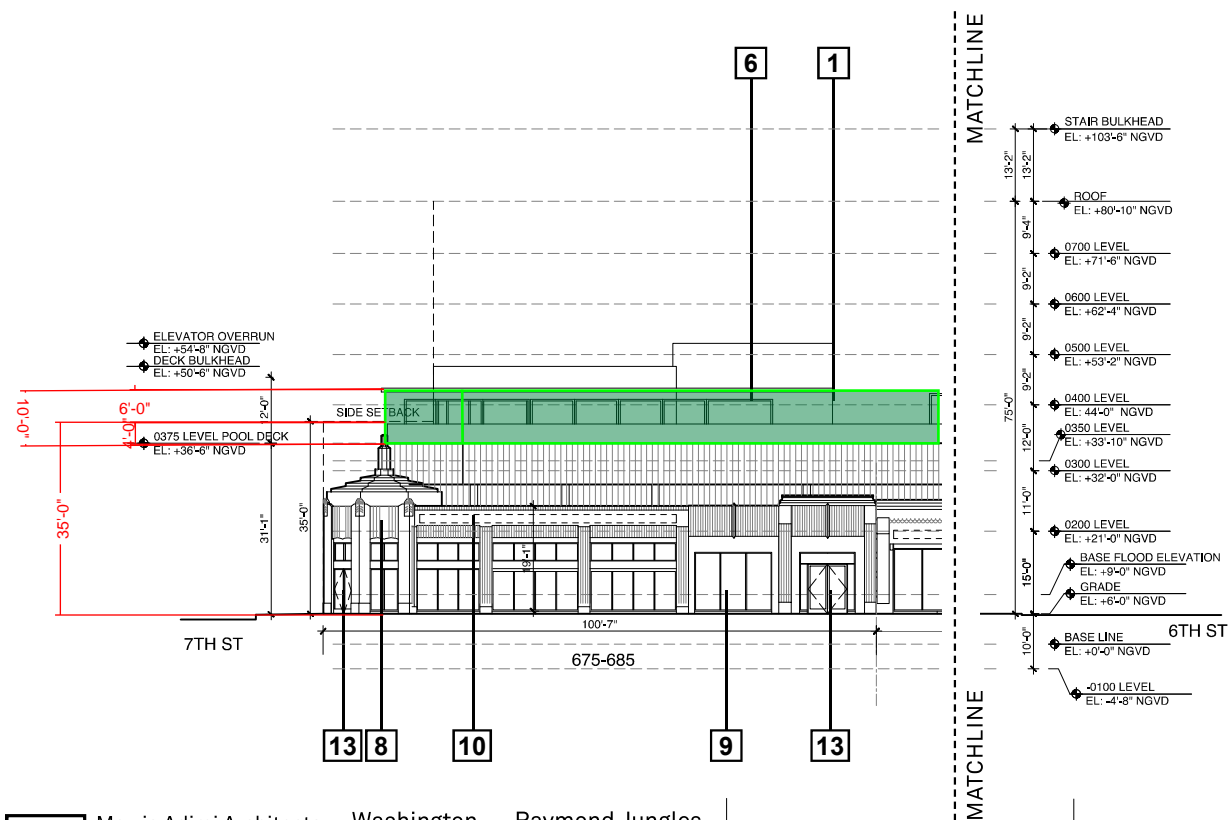 MATCHLINE
6
1
STAIR BULKHEAD
EL: +103'-6" NGVD
13'-2"
13'-2"
ROOF
EL: +80'-10" NGVD
9'-4"
0700 LEVEL
EL: +71'-6" NGVD
9'-2"
0600 LEVEL
EL: +62'-4" NGVD
9'-2"
ELEVATOR OVERRUN
EL: +54'-8" NGVD
DECK BULKHEAD
EL: +50'-6" NGVD
0500 LEVEL
EL: +53'-2" NGVD
9'-2"
75'-0"
10'-0"
6'-0"
4'-0"
12'-0"
SIDE SETBACK
0400 LEVEL
EL: 44'-0" NGVD
12'-0"
0375 LEVEL POOL DECK
EL: +36'-6" NGVD
0350 LEVEL
EL: +33'-10" NGVD
0300 LEVEL
EL: +32'-0" NGVD
11'-0"
35'-0"
31'-1"
35'-0"
19'-1"
0200 LEVEL
EL: +21'-0" NGVD
15'-0"
BASE FLOOD ELEVATION
EL: +9'-0" NGVD
GRADE
EL: +6'-0" NGVD
7TH ST
100'-7"
6TH ST
675-685
10'-0"
BASE LINE
EL: +0'-0" NGVD
-0100 LEVEL
EL: -4'-8" NGVD
13
8
10
9
13
MATCHLINE
Washington
Raymond Jungles